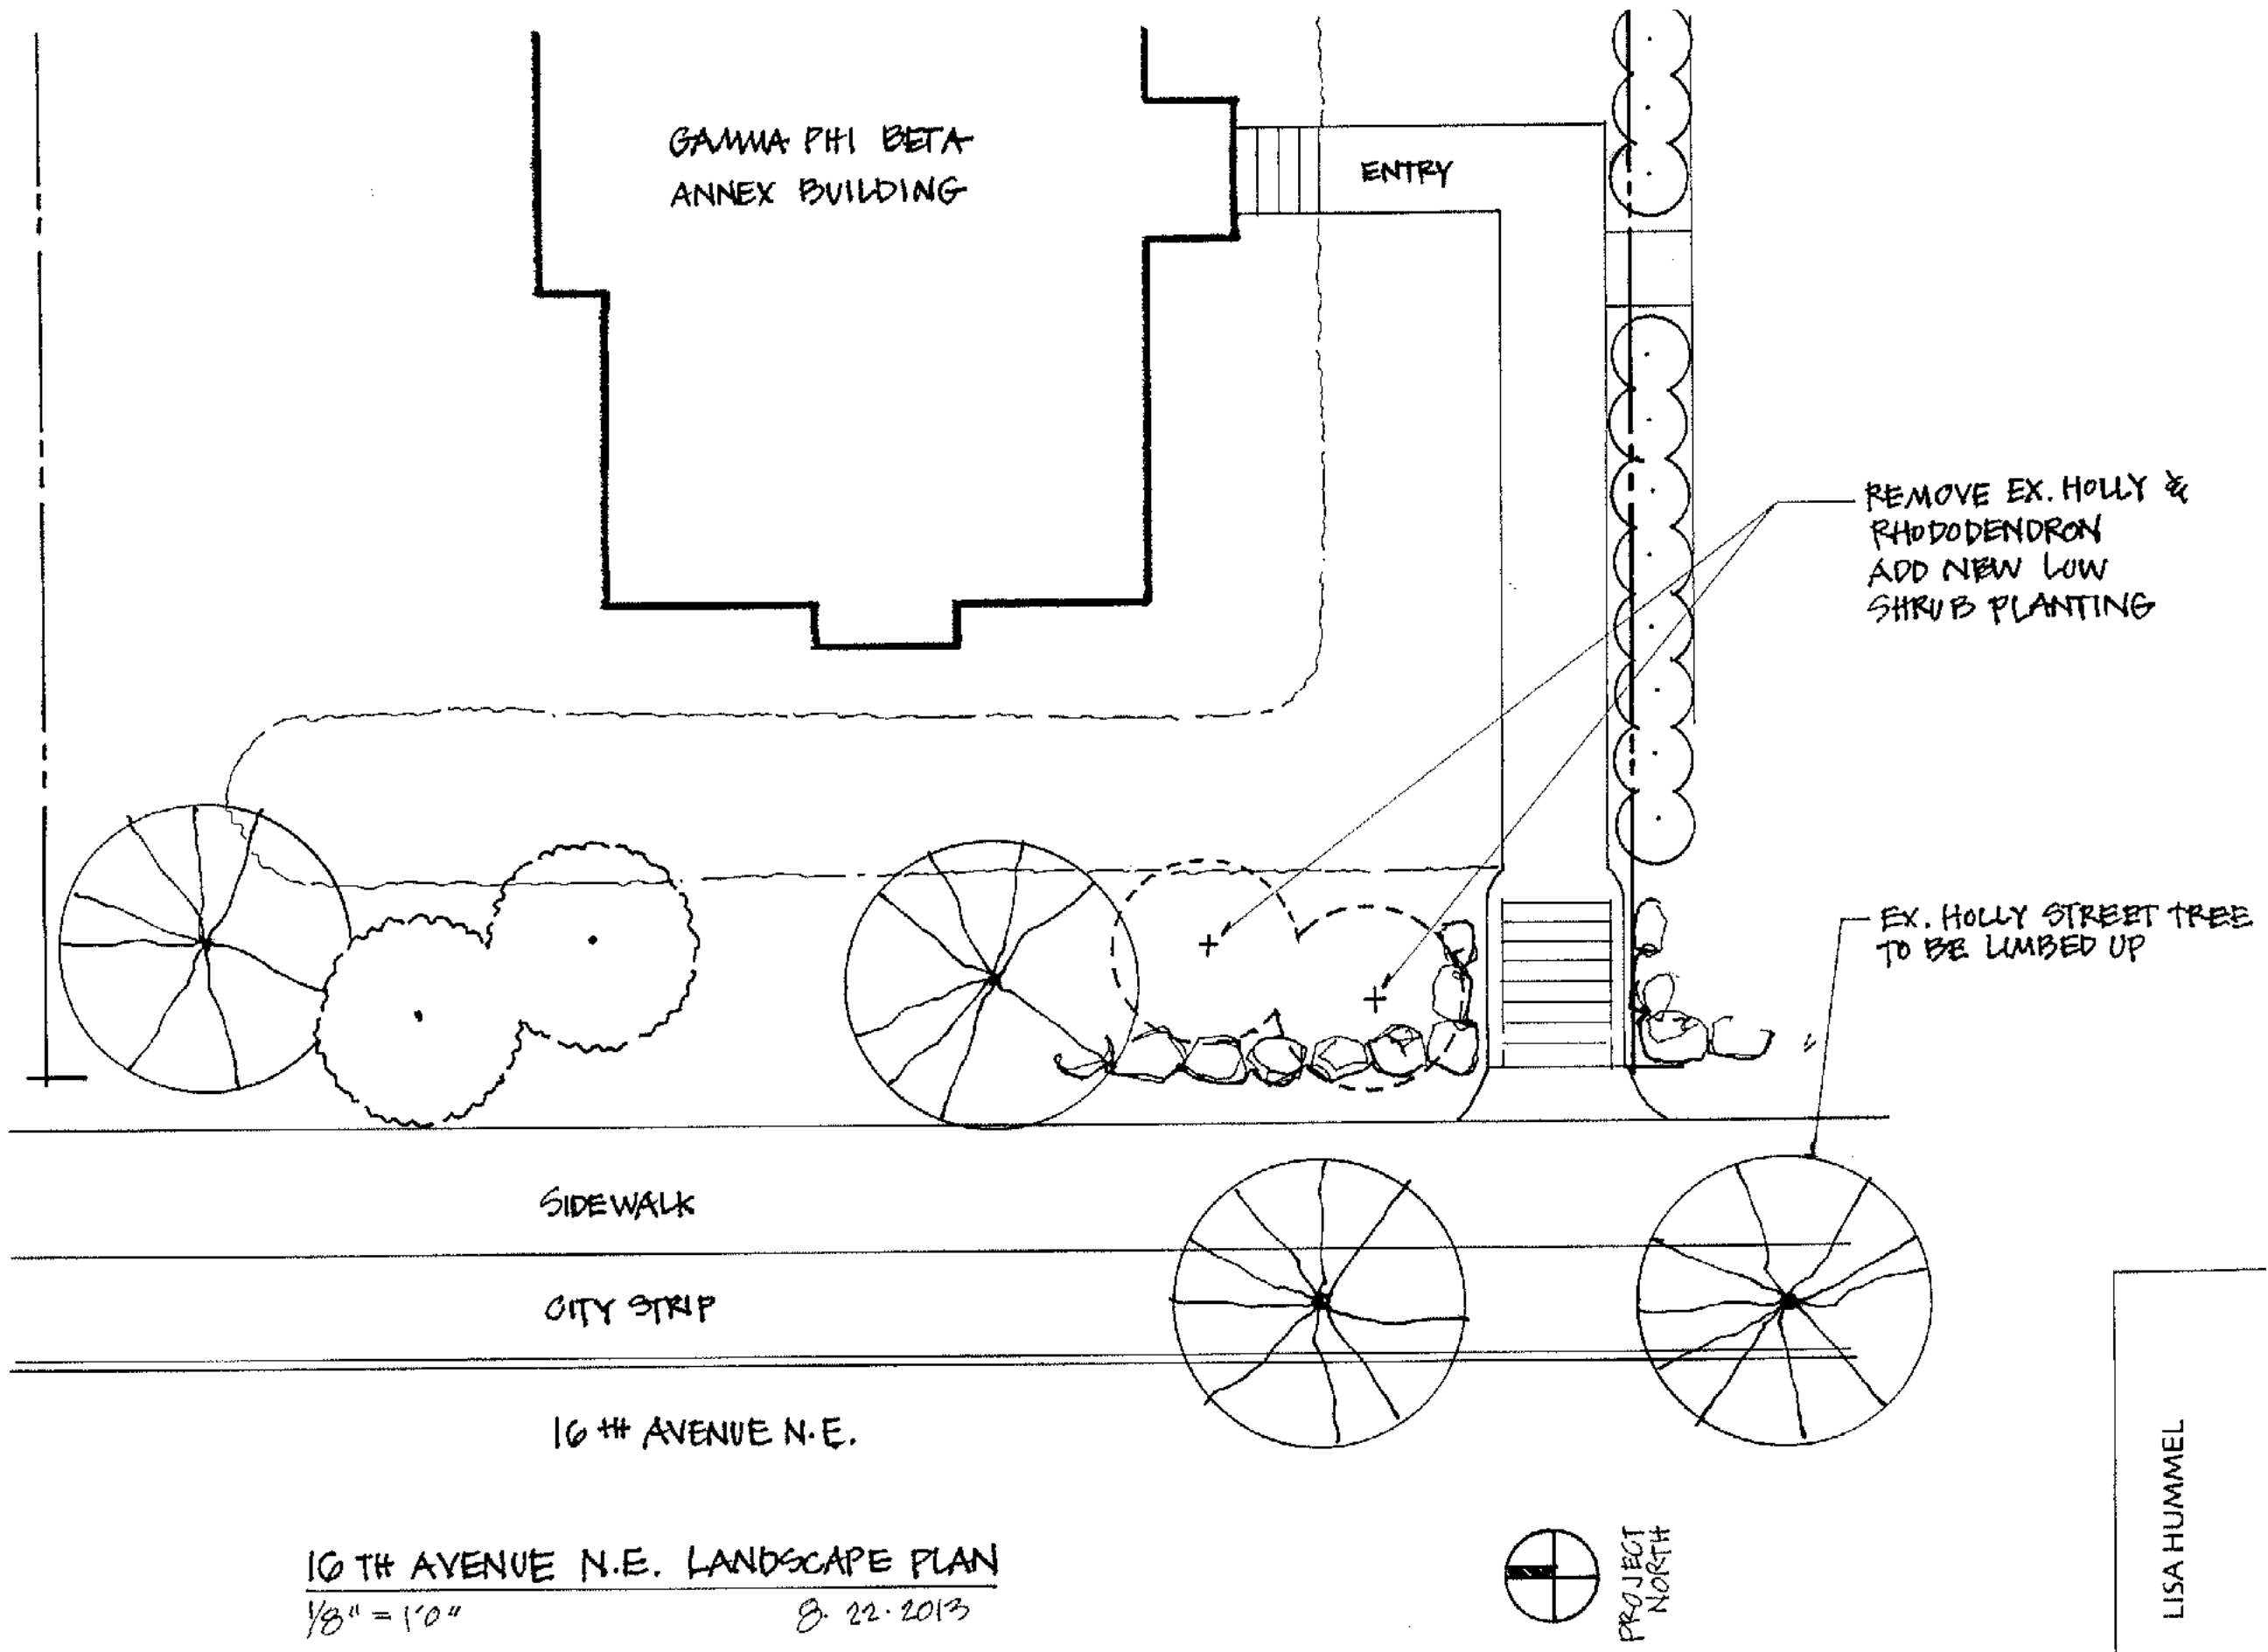 GAMMA PHI BETA
ANNEX BUILDING
ENTRY
REMOVE EX. HOLLY &
RHODODENDRON
ADD NEW LOW
SHRUB PLANTING
EX. HOLLY STREET TREE
TO BE LIMBED UP
SIDEWALK
CITY STRIP
16 TH AVENUE N.E.
16 TH AVENUE N.E. LANDSCAPE PLAN
1/8" = 1'0"
8. 22. 2013
PROJECT
NORTH
LISA HUMMEL